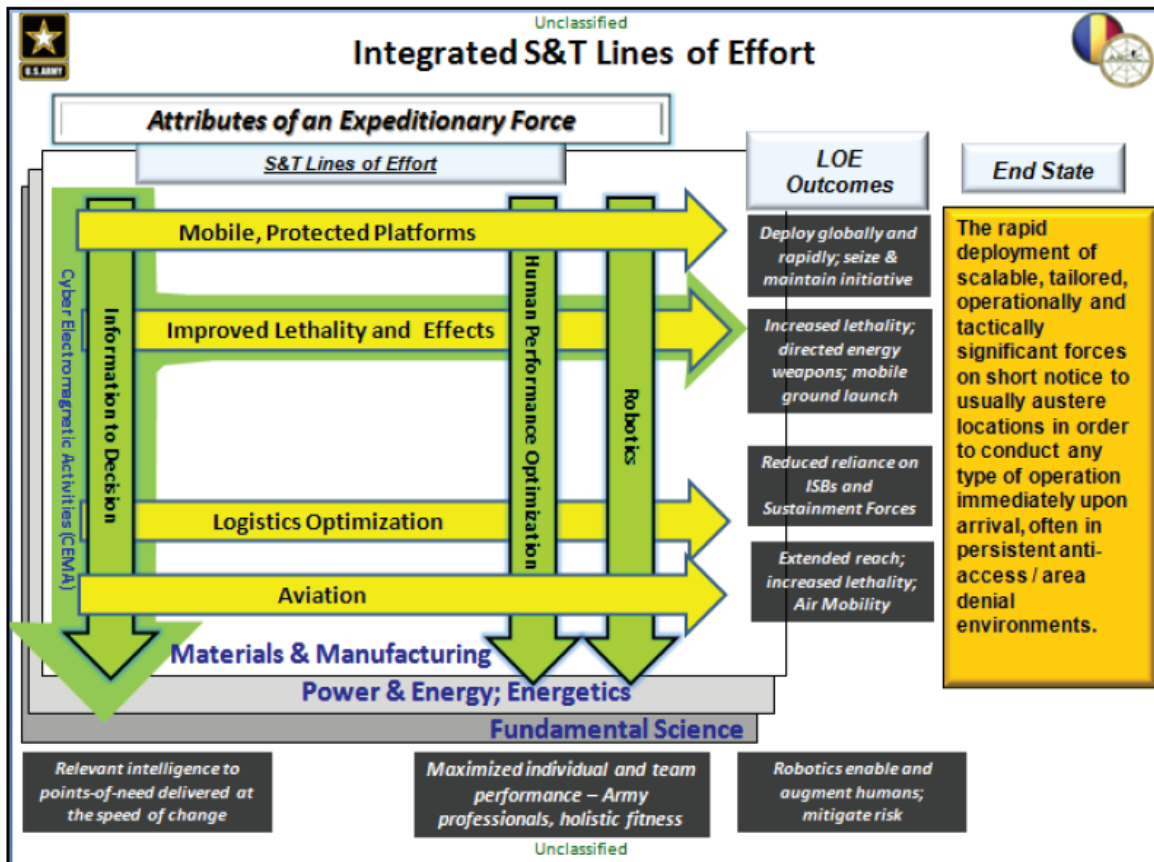 Unclassified
Integrated S&T Lines of Effort
U.S.ARMY
ARCIC
Attributes of an Expeditionary Force
S&T Lines of Effort
LOE
Outcomes
End State
Mobile, Protected Platforms
Improved Lethality and Effects
Logistics Optimization
Aviation
Cyber Electromagnetic Activities (CEMA)
Information to Decision
Human Performance Optimization
Robotics
Materials & Manufacturing
Power & Energy; Energetics
Fundamental Science
Deploy globally and
rapidly; seize &
maintain initiative
Increased lethality;
directed energy
weapons; mobile
ground launch
Reduced reliance on
ISBs and
Sustainment Forces
Extended reach;
increased lethality;
Air Mobility
The rapid
deployment of
scalable, tailored,
operationally and
tactically
significant forces
on short notice to
usually austere
locations in order
to conduct any
type of operation
immediately upon
arrival, often in
persistent anti-
access / area
denial
environments.
Relevant intelligence to
points-of-need delivered at
the speed of change
Maximized individual and team
performance – Army
professionals, holistic fitness
Robotics enable and
augment humans;
mitigate risk
Unclassified